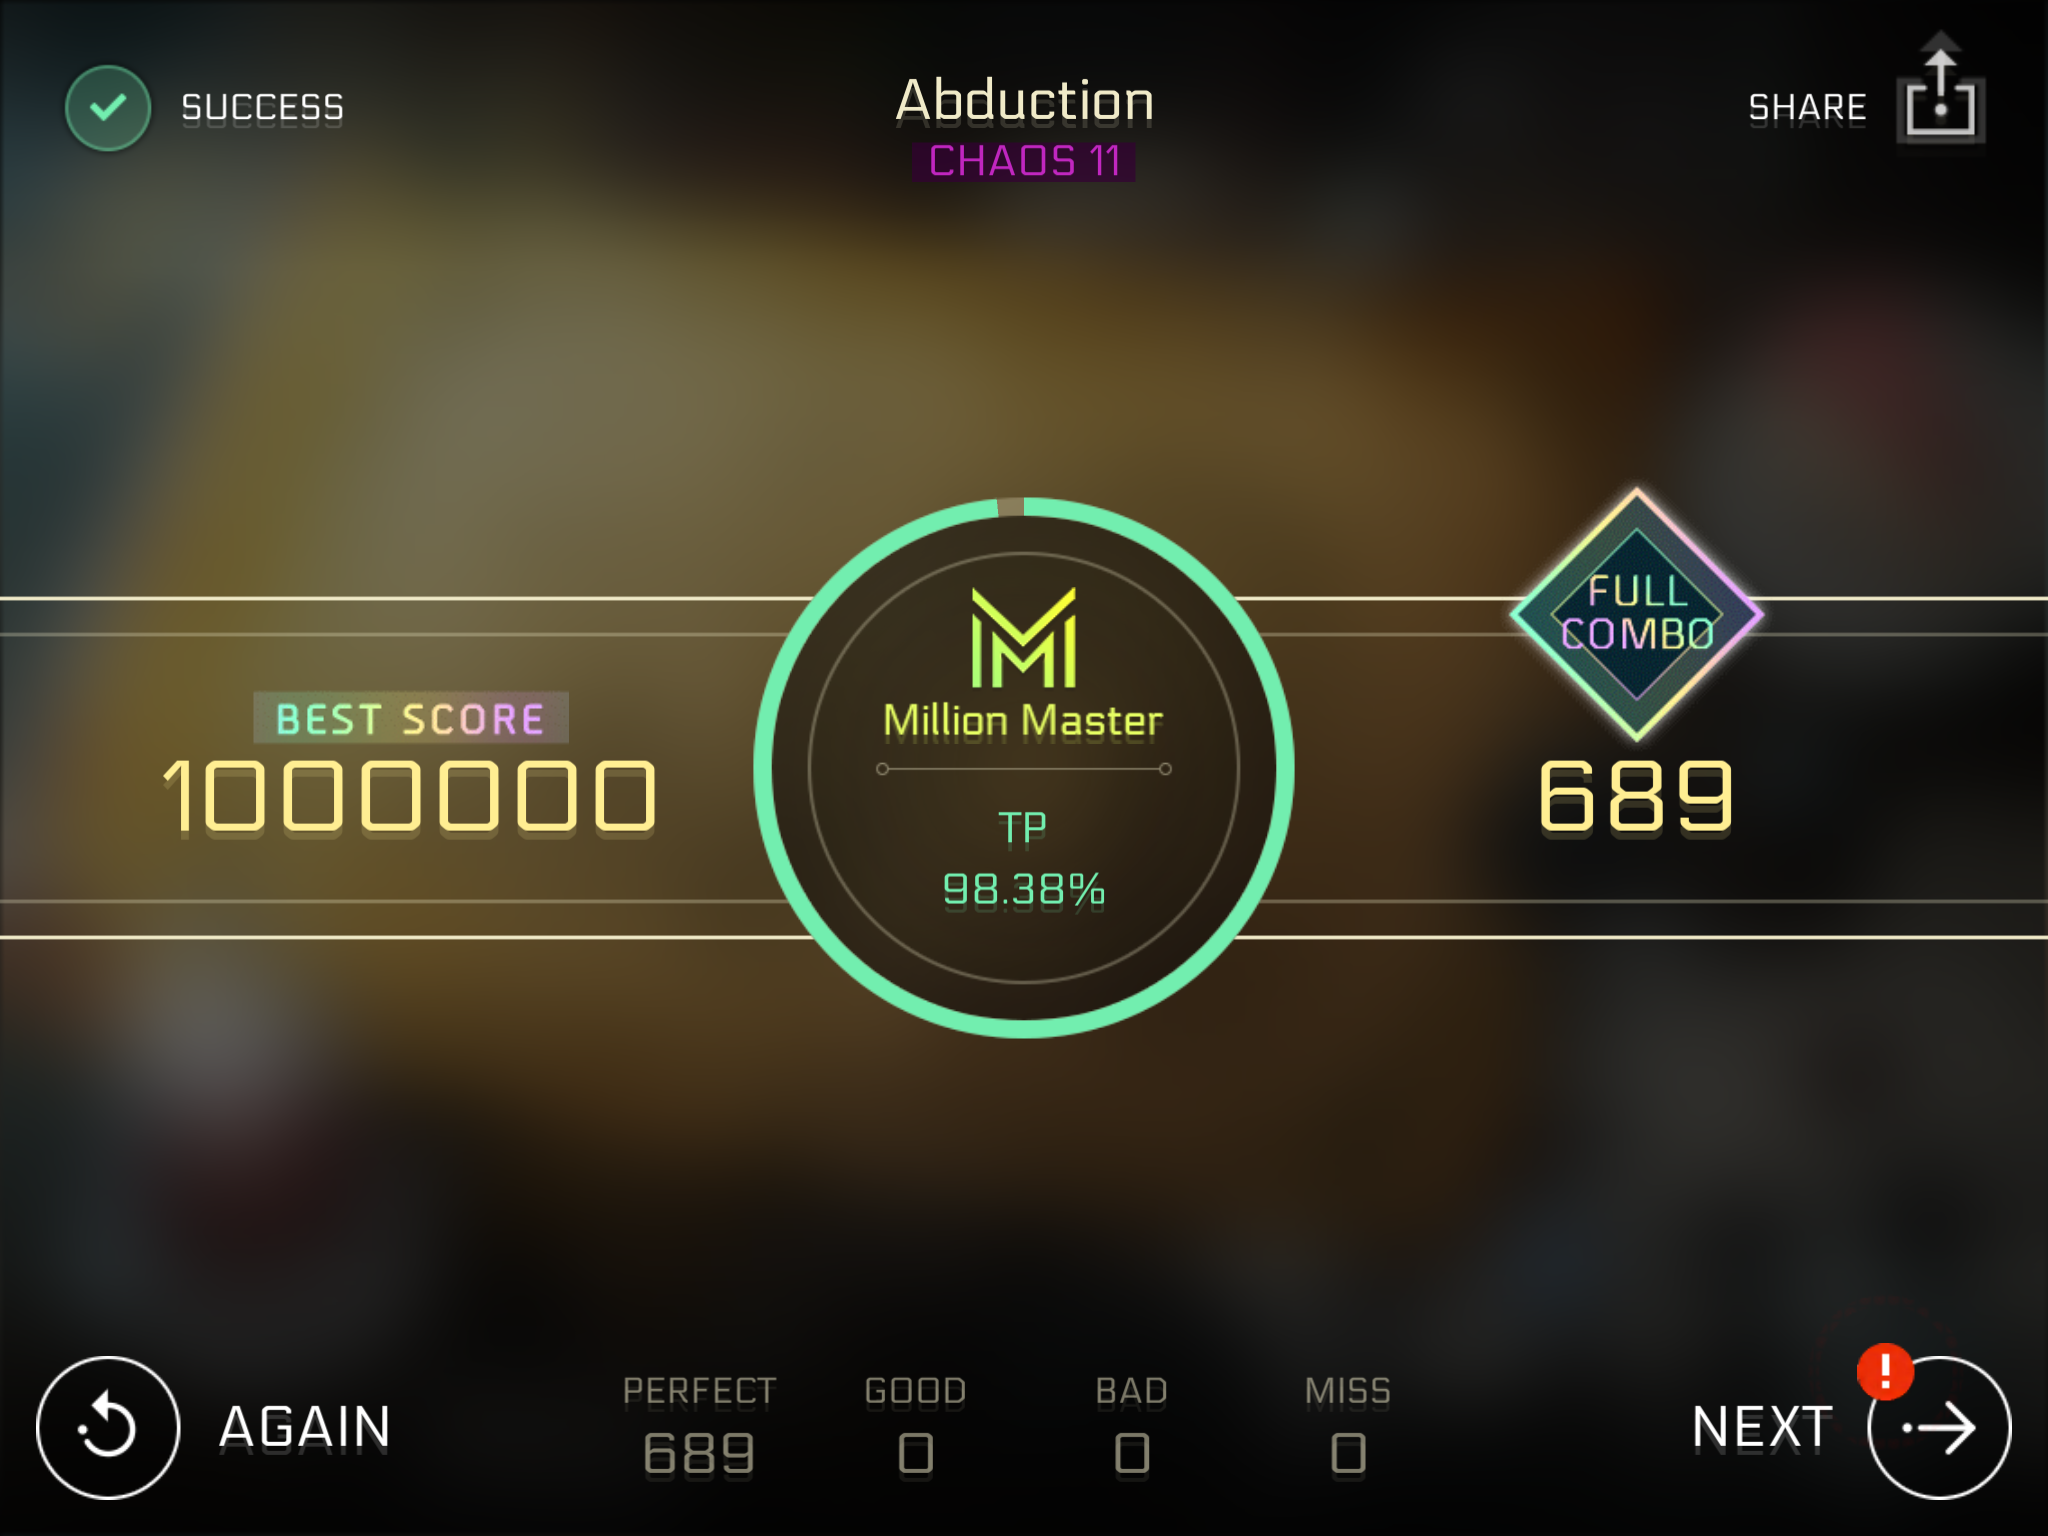 SUCCESS
Abduction
CHAOS 11
SHARE
FULL
COMBO
BEST SCORE
1000000
Million Master
TP
98.38%
689
AGAIN
PERFECT
689
GOOD
0
BAD
0
MISS
0
NEXT
!